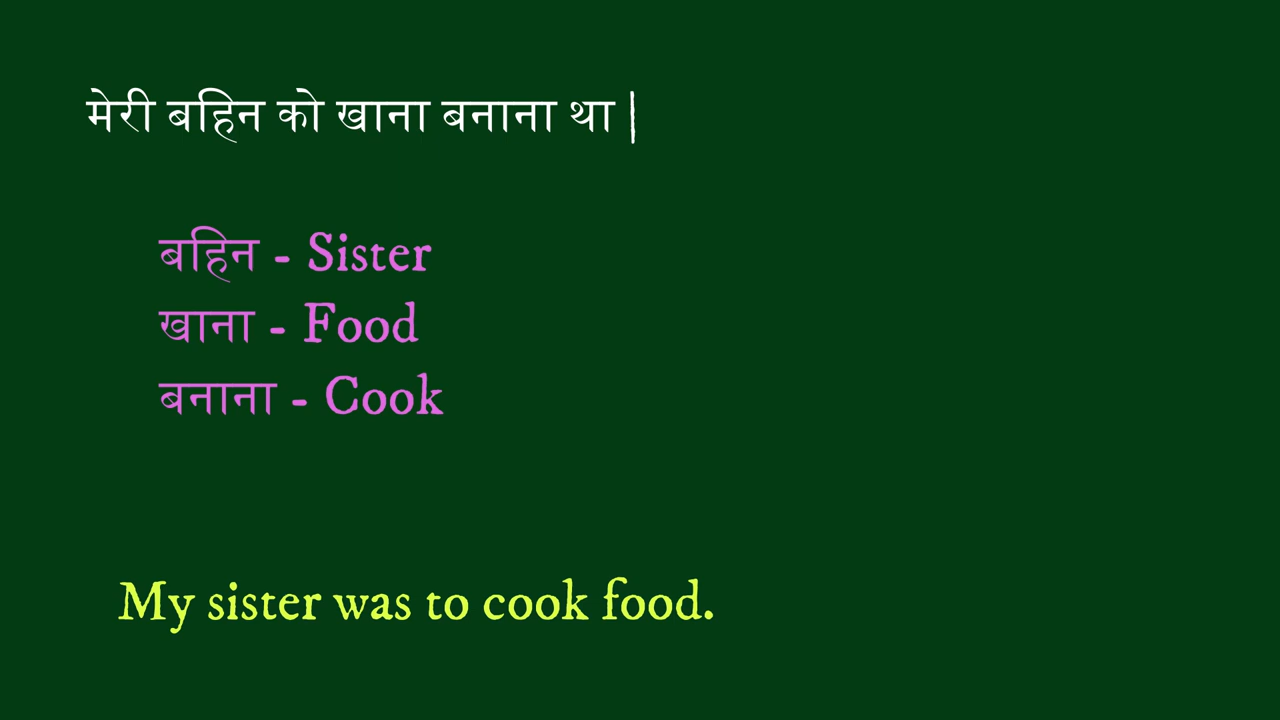 मेरी बहिन को खाना बनाना था |
बहिन - Sister
खाना - Food
बनाना - Cook
My sister was to cook food.